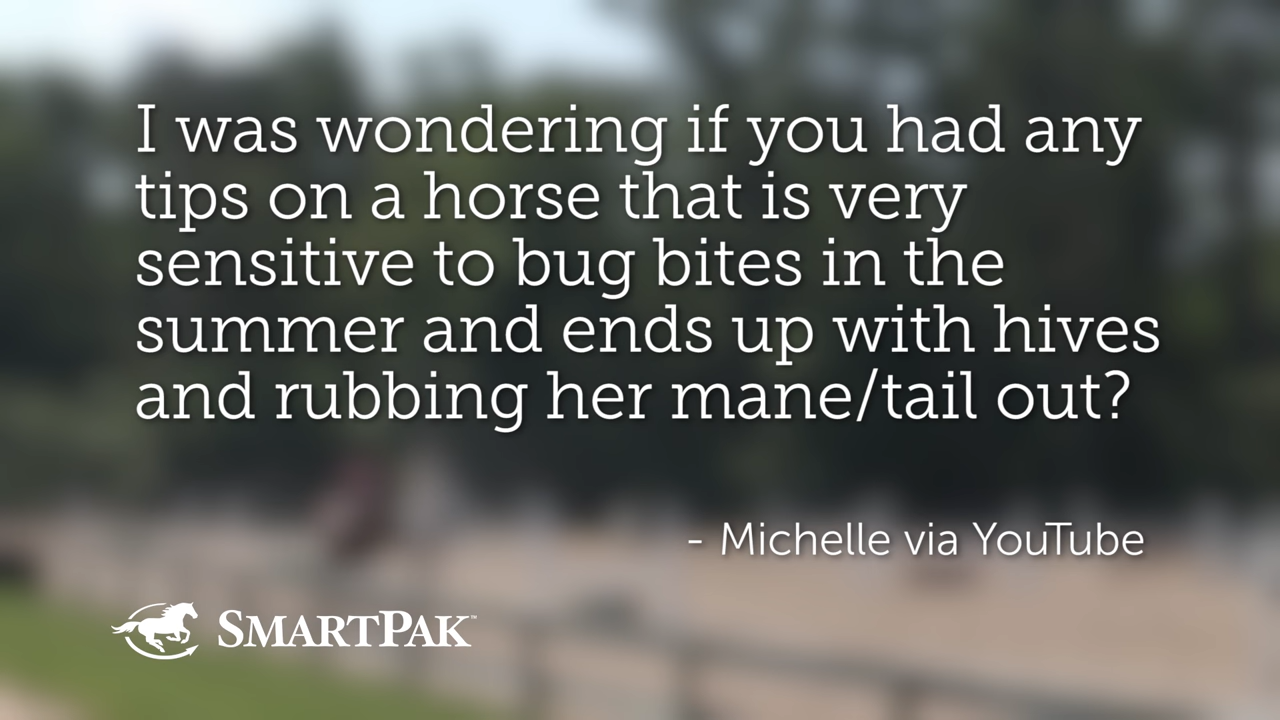 I was wondering if you had any
tips on a horse that is very
sensitive to bug bites in the
summer and ends up with hives
and rubbing her mane/tail out?
- Michelle via YouTube
SMARTPAK™